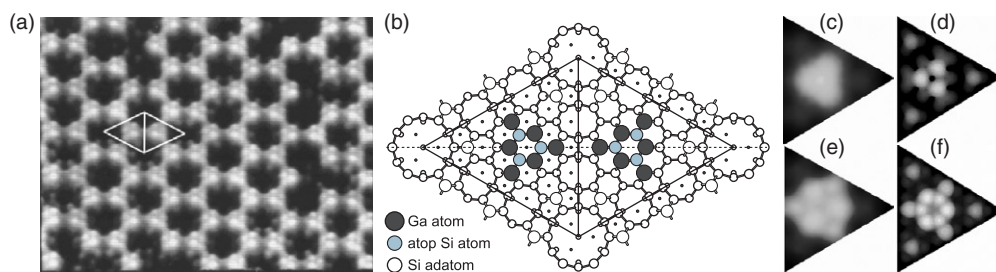 (a)
(b)
(c)
(d)
(e)
(f)
Ga atom
atop Si atom
Si adatom